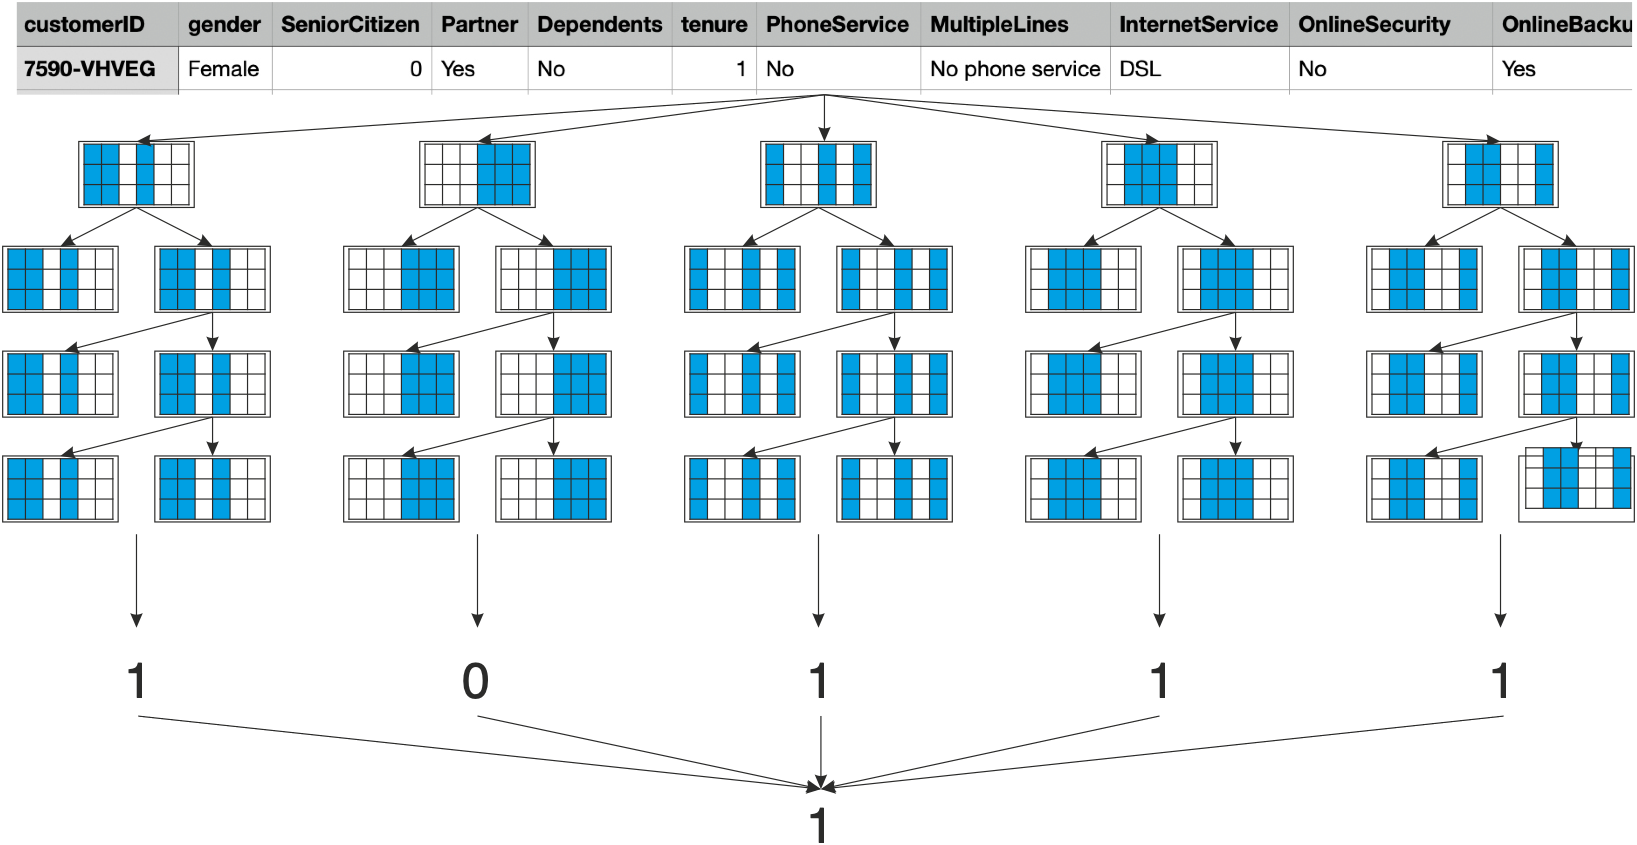 customerID gender SeniorCitizen Partner Dependents tenure PhoneService MultipleLines InternetService OnlineSecurity OnlineBacku
7590-VHVEG Female 0 Yes No 1 No No phone service DSL No Yes
1 0 1 1 1
1